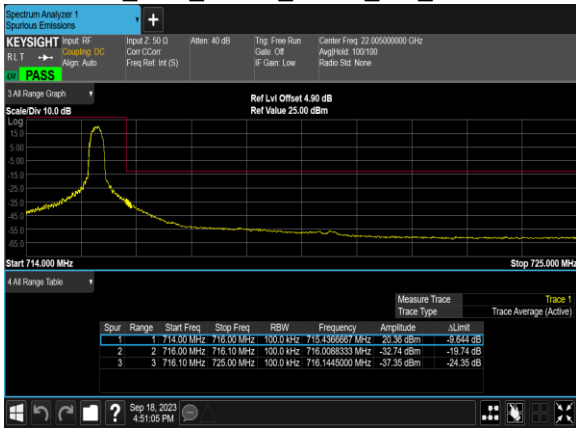 Spectrum Analyzer 1
Spurious Emissions
+
KEYSIGHT Input: RF Input Z: 50 Ω Atten: 40 dB Trig: Free Run Center Freq: 22.005000000 GHz
RLT Coupling: DC Corr CCorr Gate: Off Avg|Hold: 100/100
Align: Auto Freq Ref: Int (S) IF Gain: Low Radio Std: None
PASS
3 All Range Graph
Ref Lvl Offset 4.90 dB
Scale/Div 10.0 dB Ref Value 25.00 dBm
Log
15.0
5.00
-5.00
-15.0
-25.0
-35.0
-45.0
-55.0
-65.0
Start 714.000 MHz Stop 725.000 MHz
4 All Range Table
Measure Trace Trace 1
Trace Type Trace Average (Active)
Spur Range Start Freq Stop Freq RBW Frequency Amplitude ΔLimit
1 1 714.00 MHz 716.00 MHz 100.0 kHz 715.4366667 MHz 20.36 dBm -9.644 dB
2 2 716.00 MHz 716.10 MHz 100.0 kHz 716.0088333 MHz -32.74 dBm -19.74 dB
3 3 716.10 MHz 725.00 MHz 100.0 kHz 716.1445000 MHz -37.35 dBm -24.35 dB
? Sep 18, 2023
4:51:05 PM